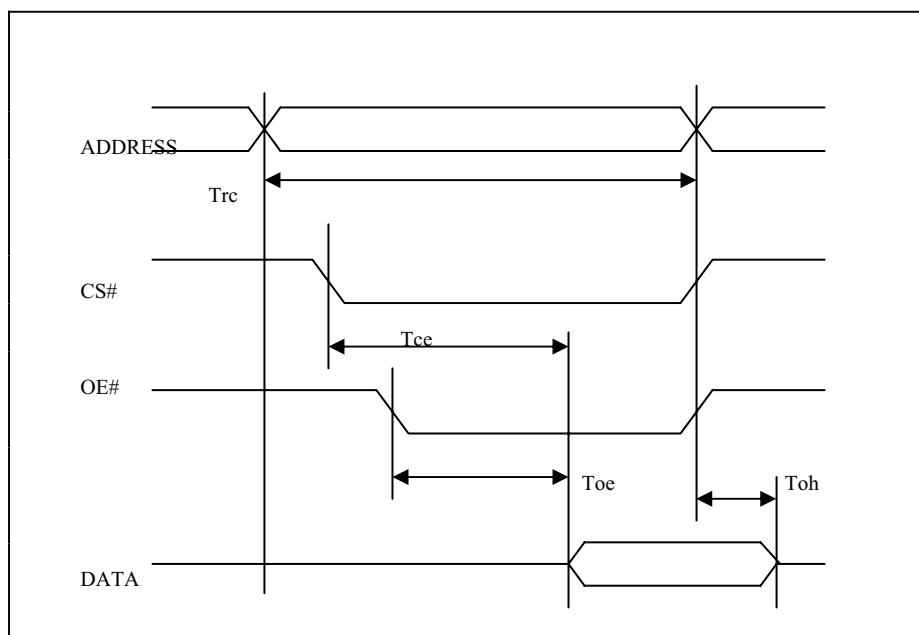 ADDRESS
Trc
CS#
Tce
OE#
Toe
Toh
DATA